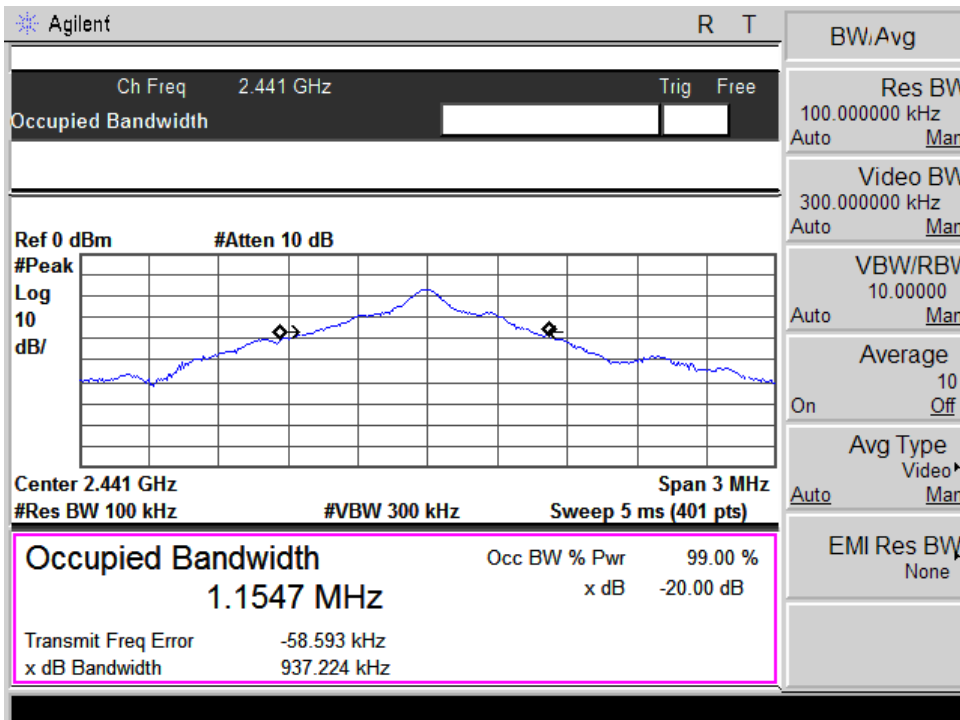 Agilent R T
Ch Freq 2.441 GHz Trig Free
Occupied Bandwidth
Ref 0 dBm #Atten 10 dB
#Peak
Log
10
dB/
Center 2.441 GHz Span 3 MHz
#Res BW 100 kHz #VBW 300 kHz Sweep 5 ms (401 pts)
Occupied Bandwidth
1.1547 MHz
Occ BW % Pwr 99.00 %
x dB -20.00 dB
Transmit Freq Error -58.593 kHz
x dB Bandwidth 937.224 kHz
BW/Avg
Res BW
100.000000 kHz
Auto Man
Video BW
300.000000 kHz
Auto Man
VBW/RBW
10.00000
Auto Man
Average
10
On Off
Avg Type
Video
Auto Man
EMI Res BW
None